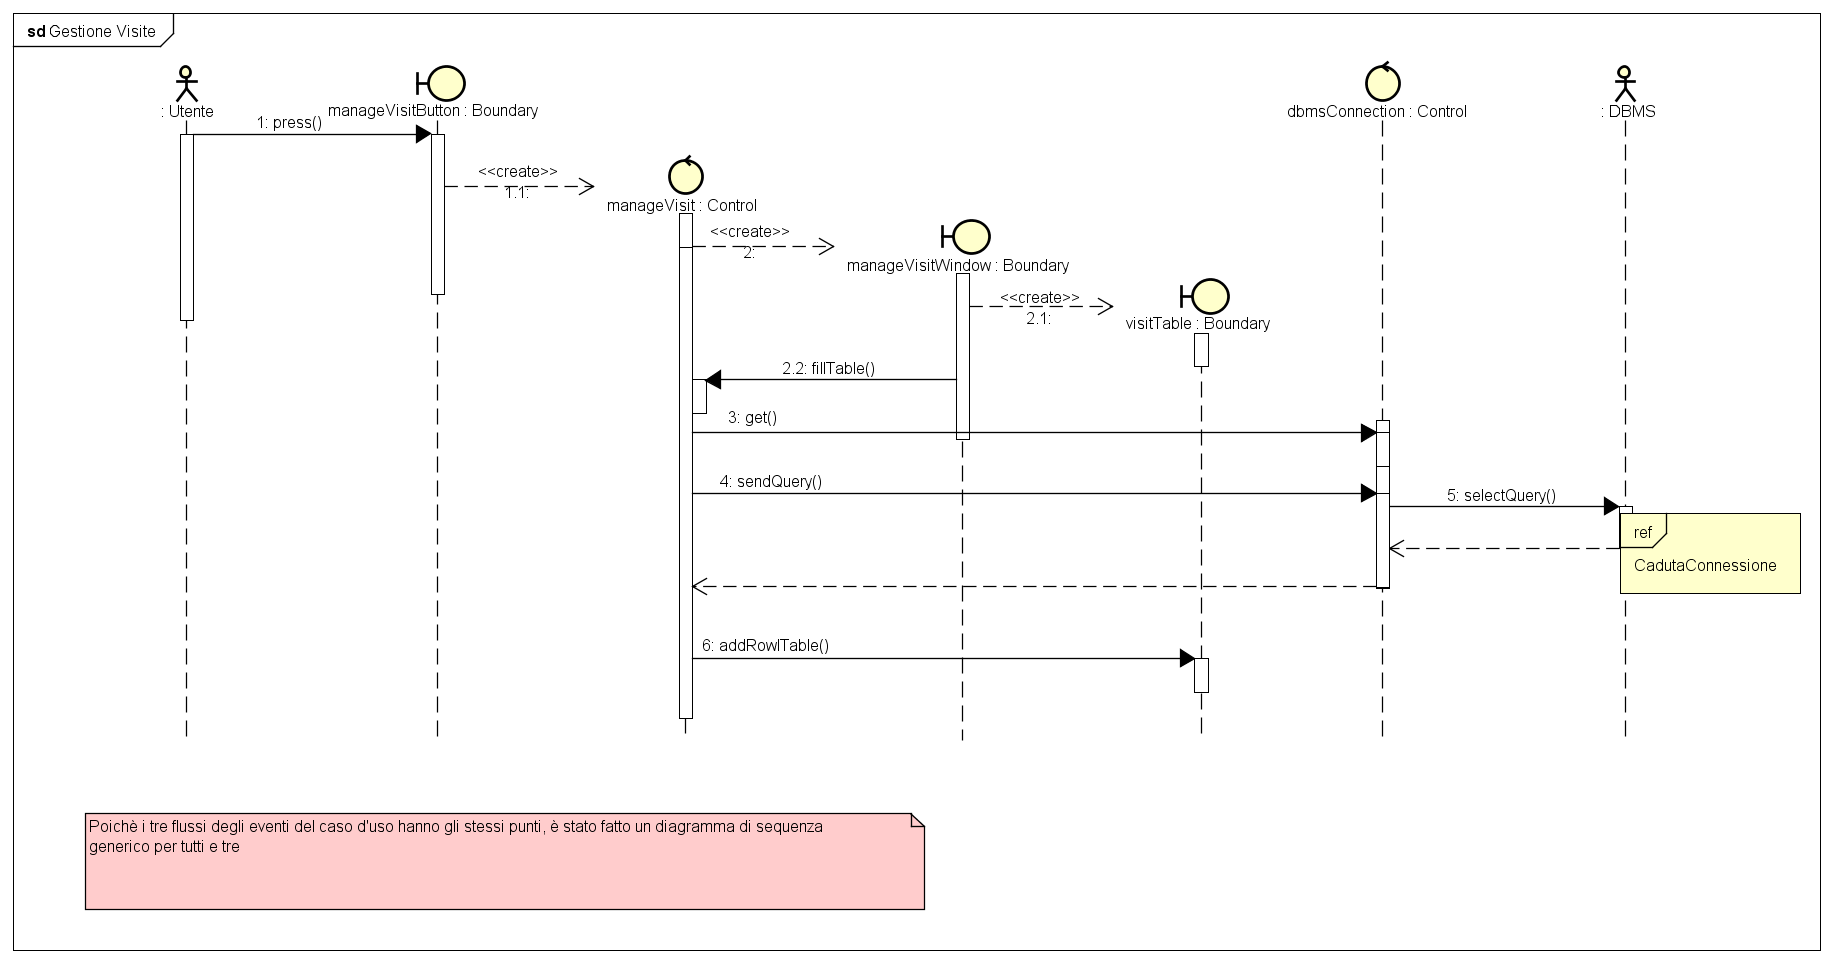 sd Gestione Visite
: Utente
manageVisitButton : Boundary
dbmsConnection : Control
: DBMS
1: press()
<<create>>
1.1:
manageVisit : Control
<<create>>
2:
manageVisitWindow : Boundary
<<create>>
2.1:
visitTable : Boundary
2.2: fillTable()
3: get()
4: sendQuery()
5: selectQuery()
ref
CadutaConnessione
6: addRowlTable()
Poichè i tre flussi degli eventi del caso d'uso hanno gli stessi punti, è stato fatto un diagramma di sequenza
generico per tutti e tre